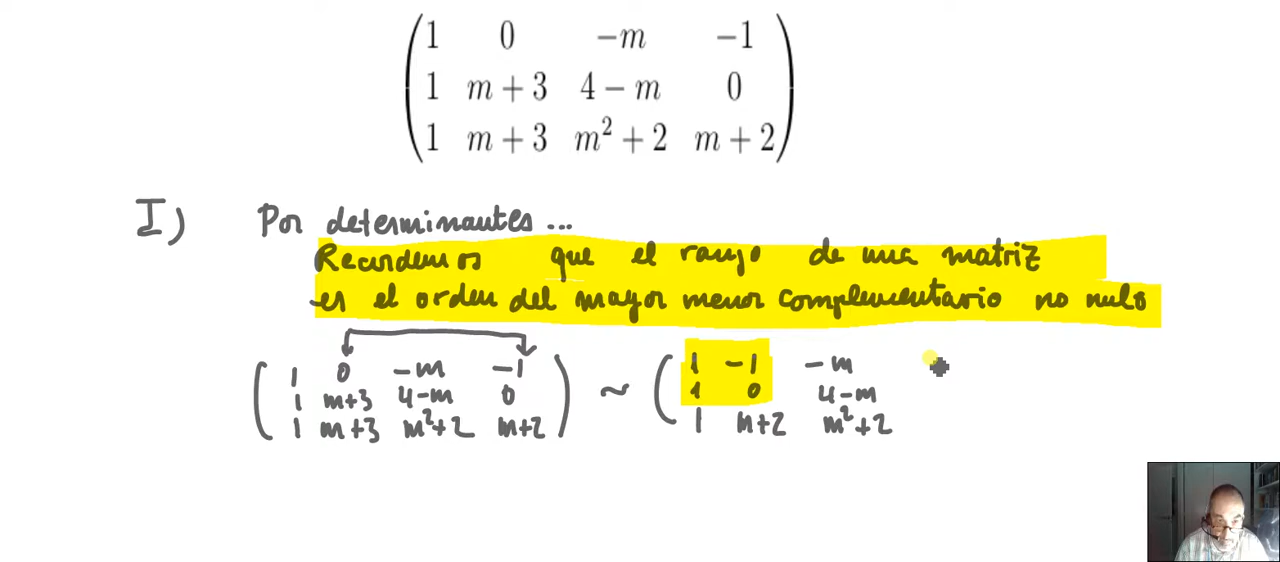 1 0 −m −1
1 m + 3 4 − m 0
1 m + 3 m² + 2 m + 2
I) Por determinantes ...
Recordemos que el rango de una matriz
es el orden del mayor menor complementario no nulo
( 1 0 −m −1 ) ~ ( 1 −1 −m
1 m+3 4−m 0 1 0 4−m
1 m+3 m²+2 m+2 1 m+2 m²+2